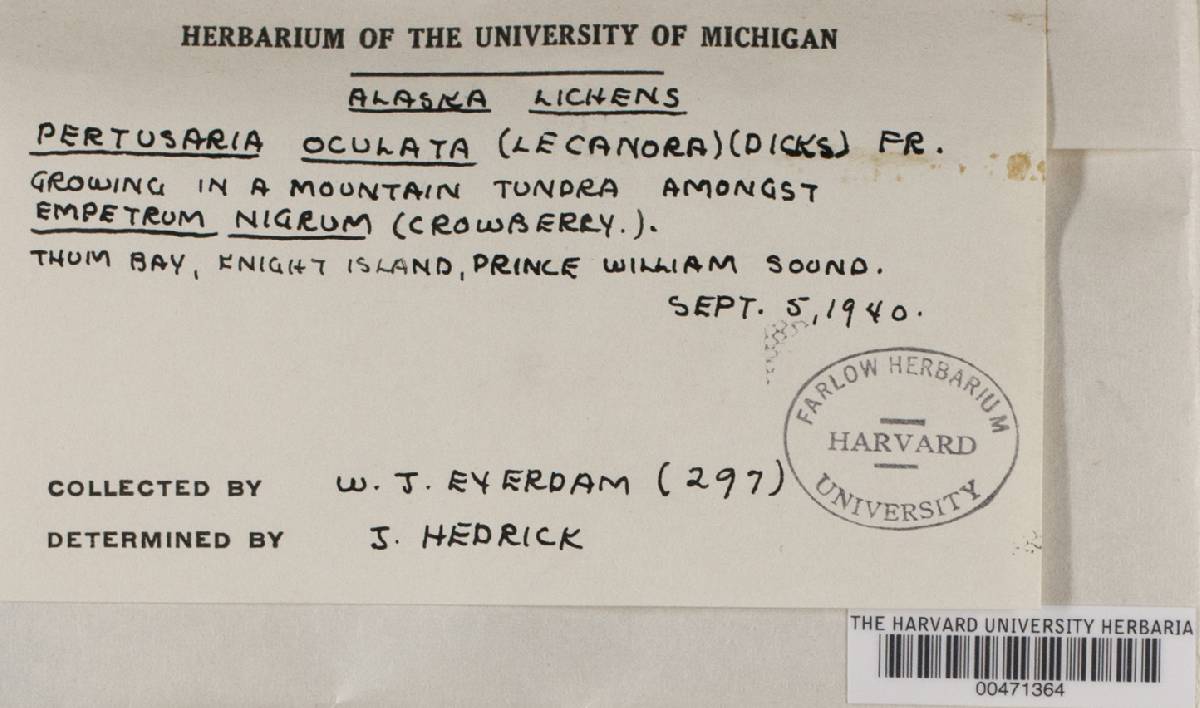 HERBARIUM OF THE UNIVERSITY OF MICHIGAN
ALASKA LICHENS
PERTUSARIA OCULATA (LECANORA)(DICKS) FR.
GROWING IN A MOUNTAIN TUNDRA AMONGST
EMPETRUM NIGRUM (CROWBERRY.).
THUM BAY, KNIGHT ISLAND, PRINCE WILLIAM SOUND.
SEPT. 5, 1940.
FARLOW HERBARIUM
HARVARD
UNIVERSITY
COLLECTED BY W. J. EYERDAM (297)
DETERMINED BY J. HEDRICK
THE HARVARD UNIVERSITY HERBARIA
00471364